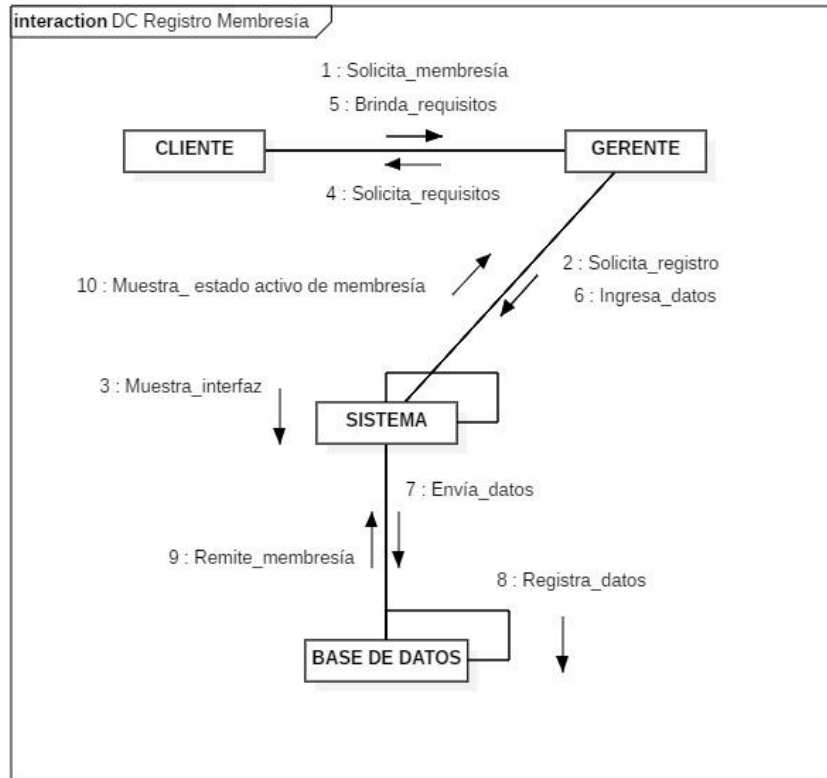 interaction DC Registro Membresía
1 : Solicita_membresía
5 : Brinda_requisitos
CLIENTE
GERENTE
4 : Solicita_requisitos
2 : Solicita_registro
10 : Muestra_ estado activo de membresía
6 : Ingresa_datos
3 : Muestra_interfaz
SISTEMA
7 : Envía_datos
9 : Remite_membresía
8 : Registra_datos
BASE DE DATOS